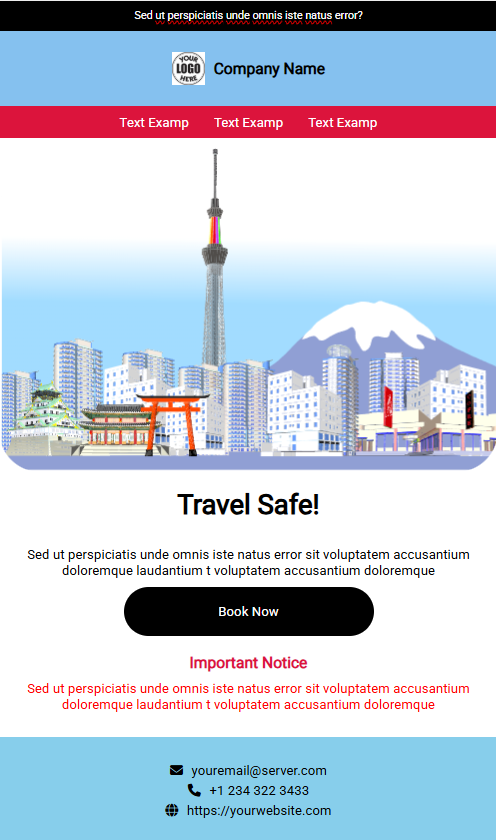 Sed ut perspiciatis unde omnis iste natus error?
YOUR
LOGO
HERE
Company Name
Text Examp Text Examp Text Examp
Travel Safe!
Sed ut perspiciatis unde omnis iste natus error sit voluptatem accusantium
doloremque laudantium t voluptatem accusantium doloremque
Book Now
Important Notice
Sed ut perspiciatis unde omnis iste natus error sit voluptatem accusantium
doloremque laudantium t voluptatem accusantium doloremque
youremail@server.com
+1 234 322 3433
https://yourwebsite.com